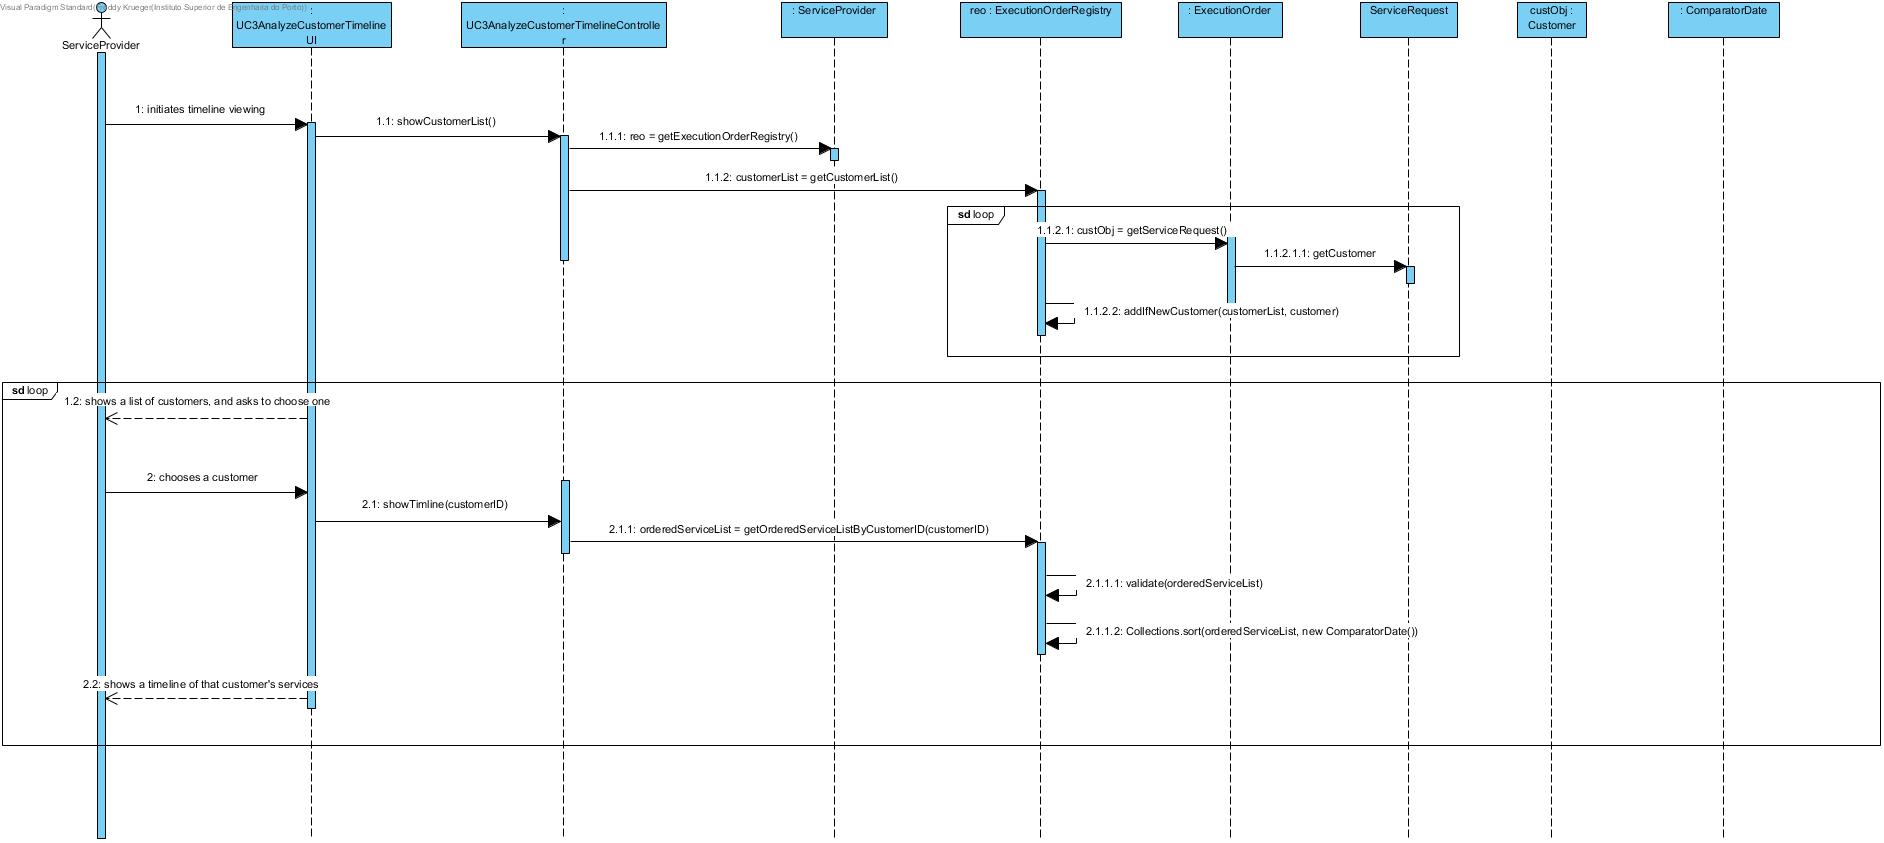 Visual Paradigm Standard(
ddy Krueger(Instituto Superior de Engenharia do Porto))
ServiceProvider
:
UC3AnalyzeCustomerTimeline
UI
:
UC3AnalyzeCustomerTimelineControlle
r
: ServiceProvider
reo : ExecutionOrderRegistry
: ExecutionOrder
ServiceRequest
custObj :
Customer
: ComparatorDate
1: initiates timeline viewing
1.1: showCustomerList()
1.1.1: reo = getExecutionOrderRegistry()
1.1.2: customerList = getCustomerList()
sd loop
1.1.2.1: custObj = getServiceRequest()
1.1.2.1.1: getCustomer
1.1.2.2: addIfNewCustomer(customerList, customer)
sd loop
1.2: shows a list of customers, and asks to choose one
2: chooses a customer
2.1: showTimline(customerID)
2.1.1: orderedServiceList = getOrderedServiceListByCustomerID(customerID)
2.1.1.1: validate(orderedServiceList)
2.1.1.2: Collections.sort(orderedServiceList, new ComparatorDate())
2.2: shows a timeline of that customer's services